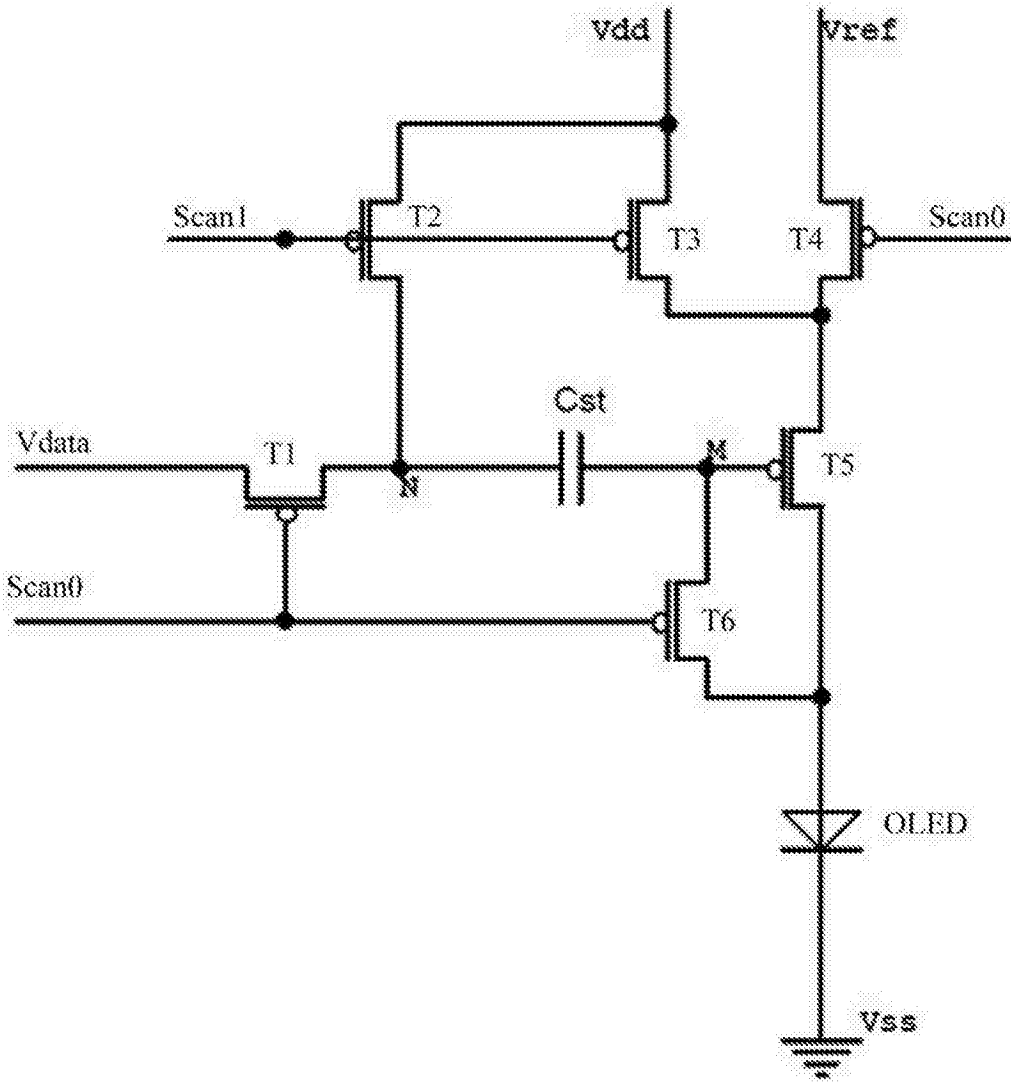 Vdd
Vref
Scan1
T2
T3
T4
Scan0
Cst
Vdata
T1
N
M
T5
Scan0
T6
OLED
Vss